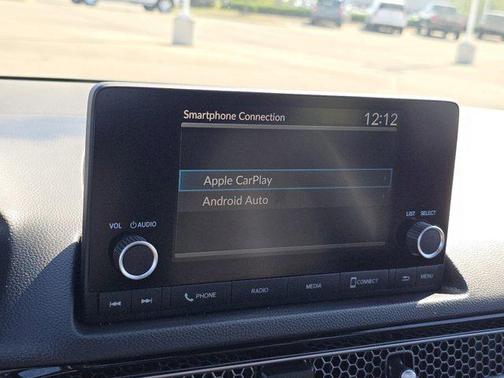 Smartphone Connection 12:12
Apple CarPlay
Android Auto
VOL AUDIO
LIST SELECT
PHONE RADIO MEDIA CONNECT MENU